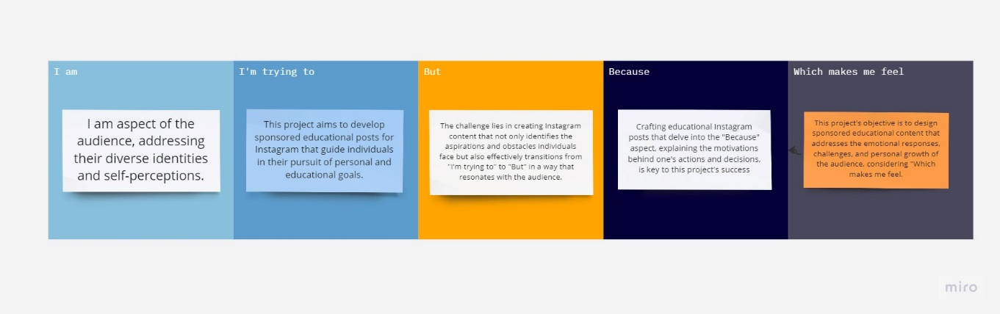 I am
I am aspect of the
audience, addressing
their diverse identities
and self-perceptions.
I'm trying to
This project aims to develop
sponsored educational posts for
Instagram that guide individuals
in their pursuit of personal and
educational goals.
But
The challenge lies in creating Instagram
content that not only identifies the
aspirations and obstacles individuals
face but also effectively transitions from
"I'm trying to" to "But" in a way that
resonates with the audience.
Because
Crafting educational Instagram
posts that delve into the "Because"
aspect, explaining the motivations
behind one's actions and decisions,
is key to this project's success
Which makes me feel
This project's objective is to design
sponsored educational content that
addresses the emotional responses,
challenges, and personal growth of
the audience, considering "Which
makes me feel.
miro